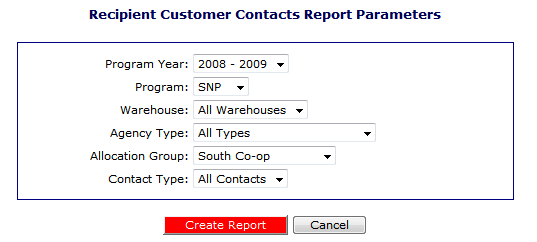 Recipient Customer Contacts Report Parameters
Program Year: 2008 - 2009
Program: SNP
Warehouse: All Warehouses
Agency Type: All Types
Allocation Group: South Co-op
Contact Type: All Contacts
Create Report Cancel